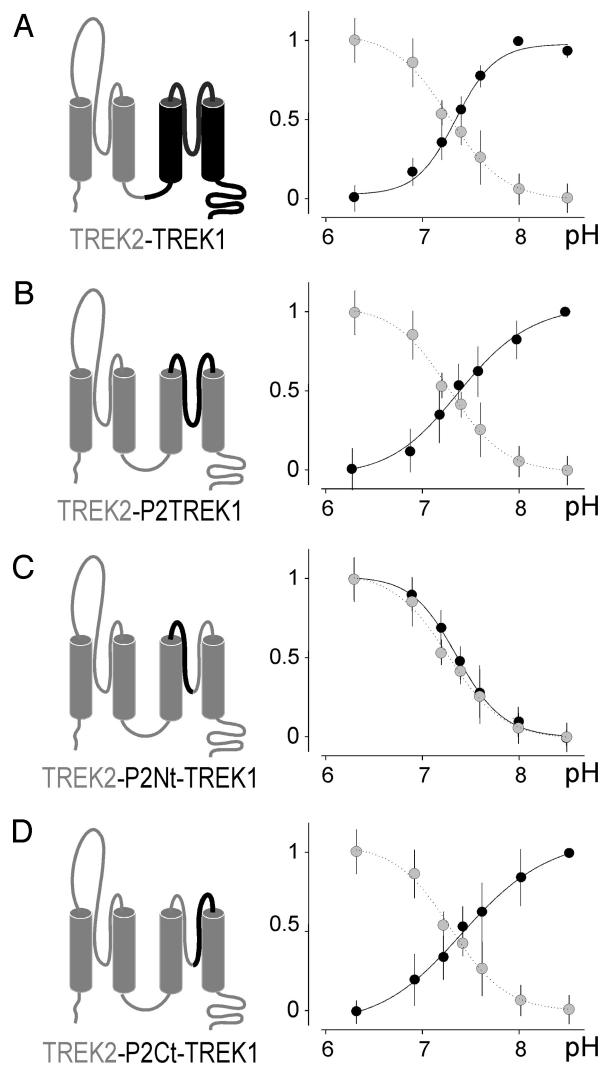 A
1
0.5
0
6 7 8 pH
TREK2-TREK1
B
1
0.5
0
6 7 8 pH
TREK2-P2TREK1
C
1
0.5
0
6 7 8 pH
TREK2-P2Nt-TREK1
D
1
0.5
0
6 7 8 pH
TREK2-P2Ct-TREK1